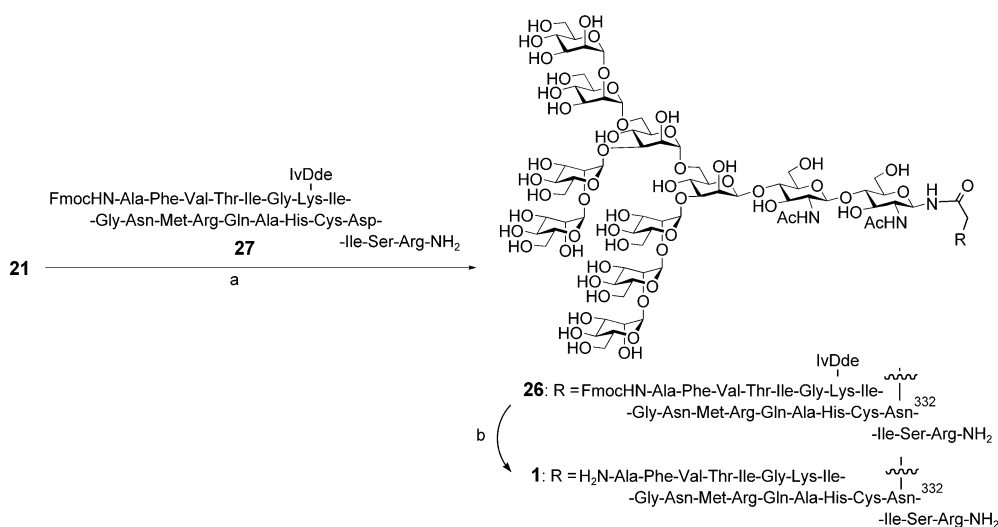 HO OH
HO
HO
HO
O
O
HO
HO
HO
O
O
OH
HO
O
O
HO
HO
HO
O
O
OH
HO
O
OH
OH
HO
O
O
O
HO
AcHN
O
HO
AcHN
O
HN
O
R
HO
HO
HO
HO
O
OH
HO
HO
HO
O
O
HO
HO
HO
O
O
HO
HO
HO
O
OH
IvDde
FmocHN-Ala-Phe-Val-Thr-Ile-Gly-Lys-Ile-
-Gly-Asn-Met-Arg-Gln-Ala-His-Cys-Asp-
27
-Ile-Ser-Arg-NH2
21
a
IvDde
26: R =FmocHN-Ala-Phe-Val-Thr-Ile-Gly-Lys-Ile-
-Gly-Asn-Met-Arg-Gln-Ala-His-Cys-Asn-332
-Ile-Ser-Arg-NH2
b
1: R =H2N-Ala-Phe-Val-Thr-Ile-Gly-Lys-Ile-
-Gly-Asn-Met-Arg-Gln-Ala-His-Cys-Asn-332
-Ile-Ser-Arg-NH2